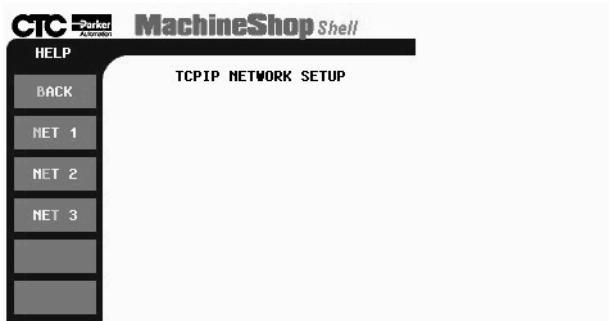 CTC Parker Automation MachineShop Shell
HELP
TCPIP NETWORK SETUP
BACK
NET 1
NET 2
NET 3